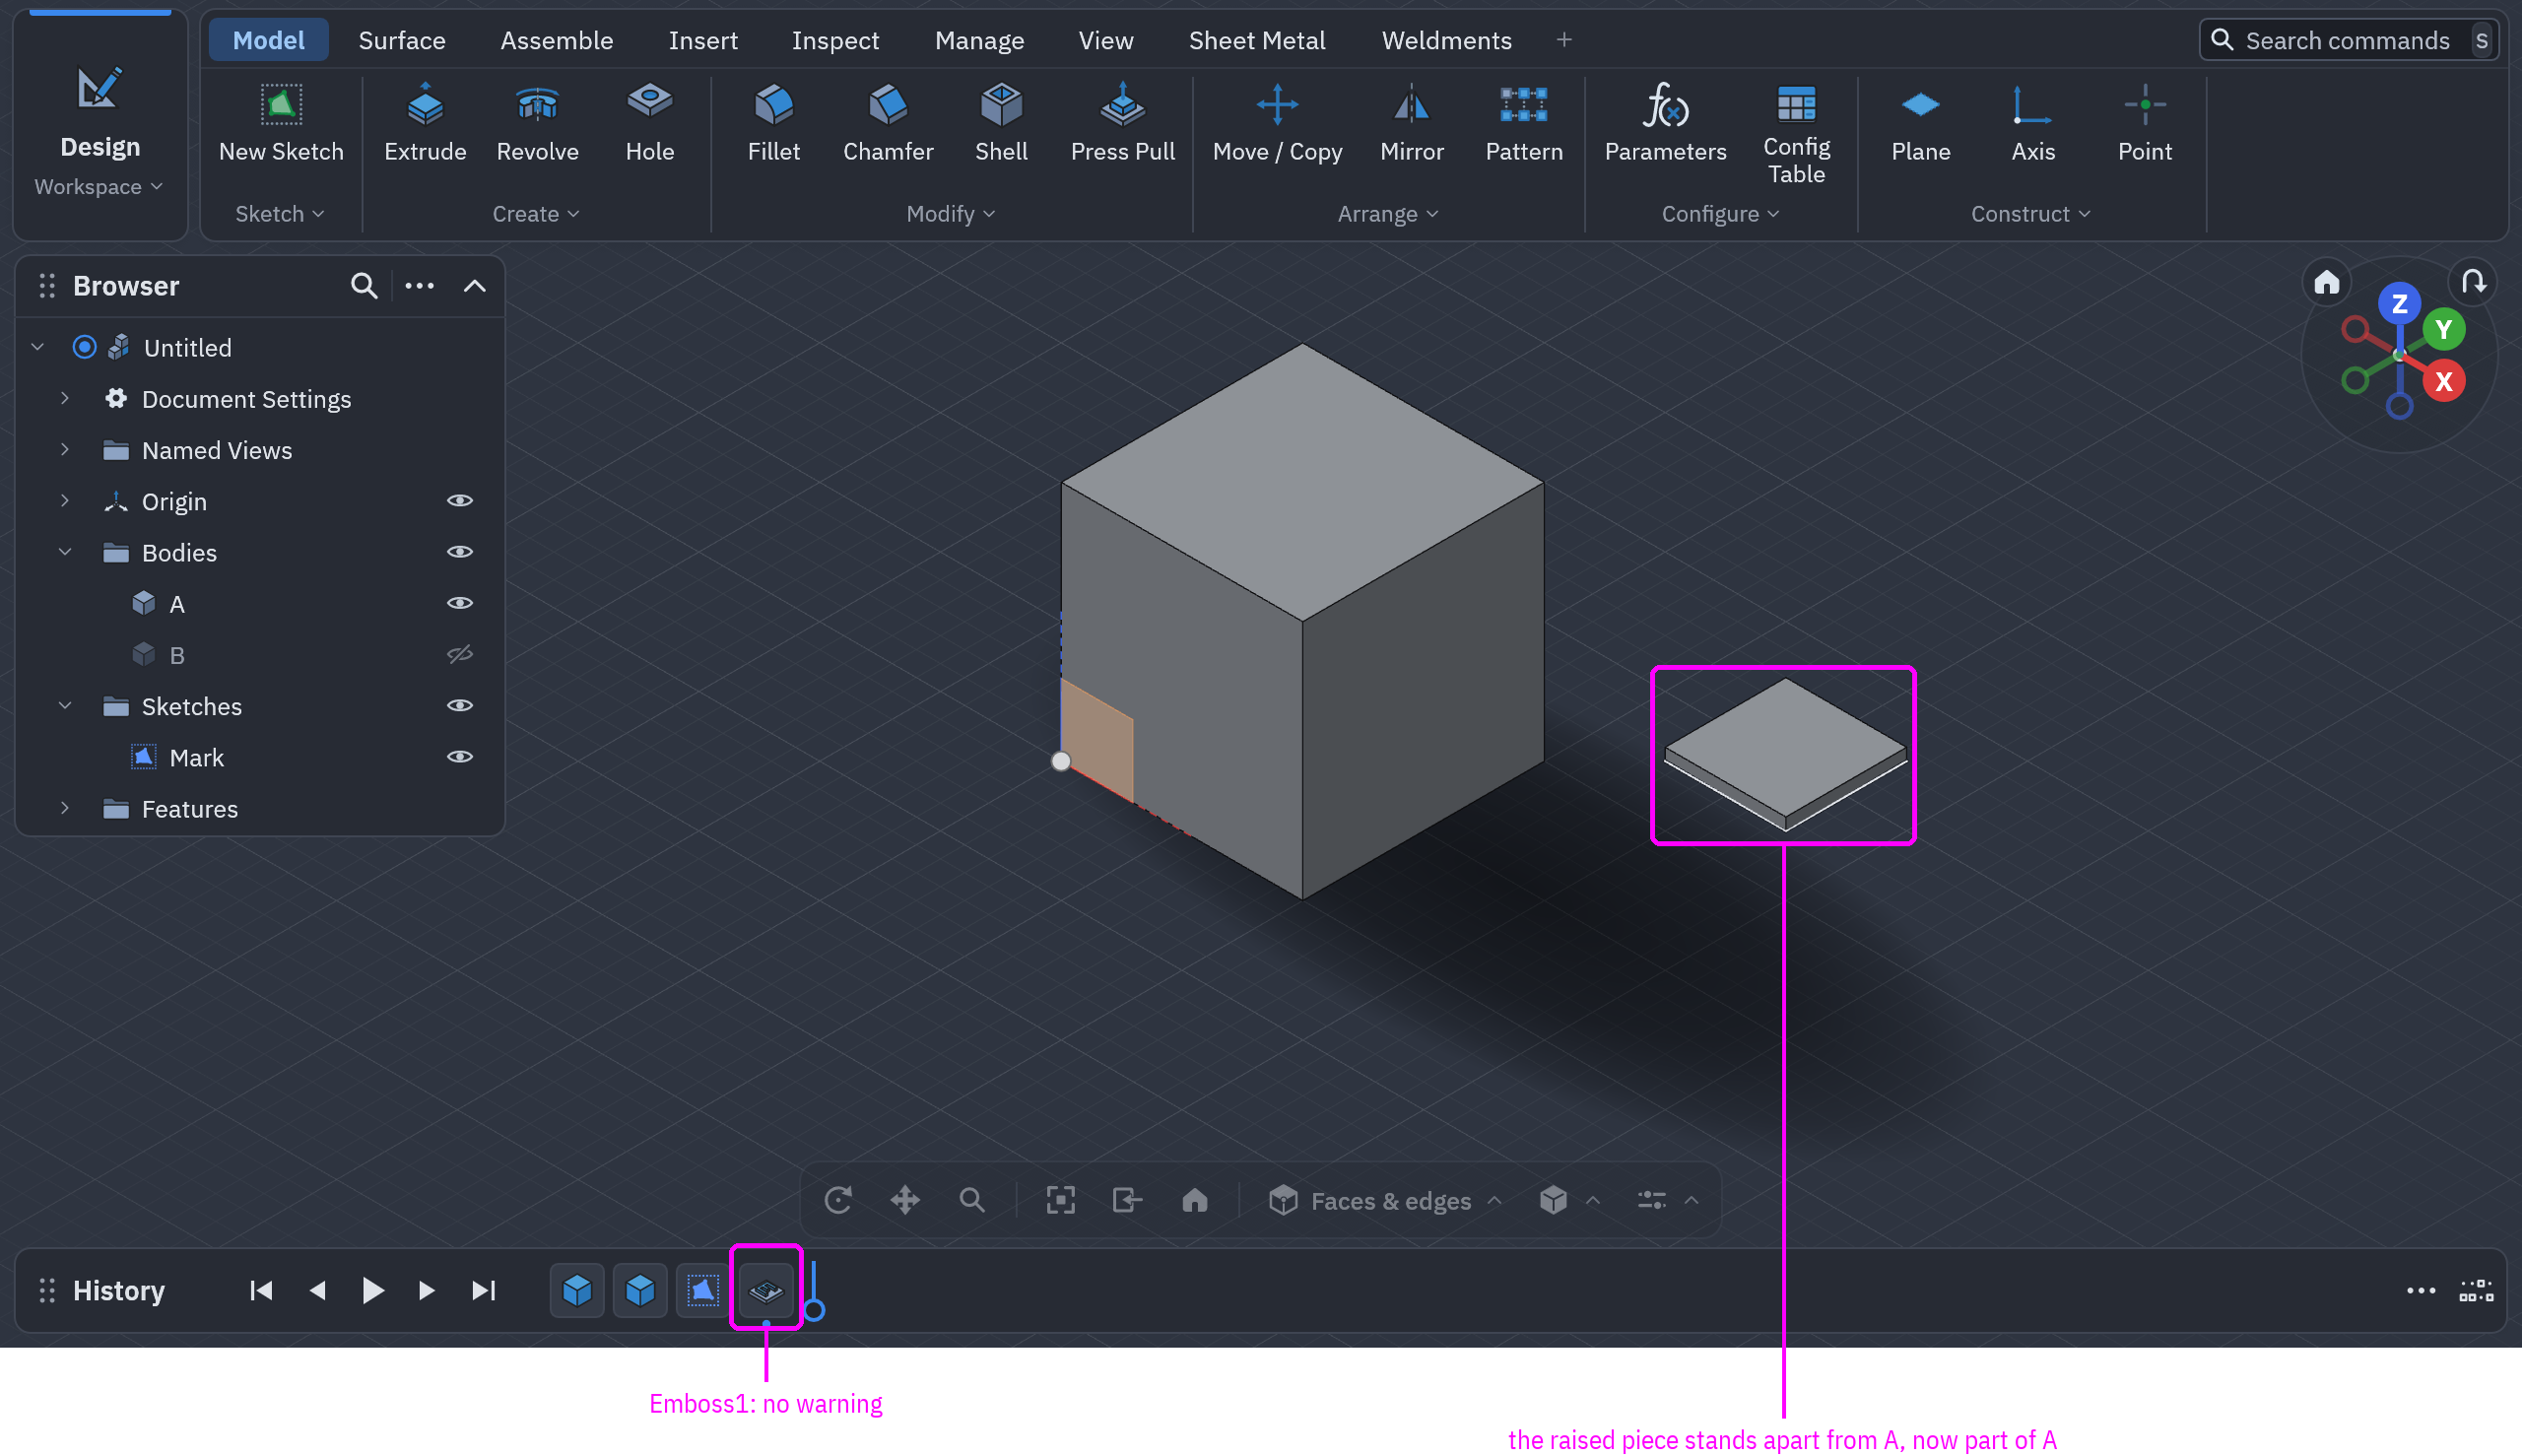 Model Surface Assemble Insert Inspect Manage View Sheet Metal Weldments +
Search commands S
Design
Workspace
New Sketch Extrude Revolve Hole Fillet Chamfer Shell Press Pull Move / Copy Mirror Pattern Parameters Config Table Plane Axis Point
Sketch Create Modify Arrange Configure Construct
Browser
Untitled
Document Settings
Named Views
Origin
Bodies
A
B
Sketches
Mark
Features
Z
Y
X
Faces & edges
History
Emboss1: no warning
the raised piece stands apart from A, now part of A